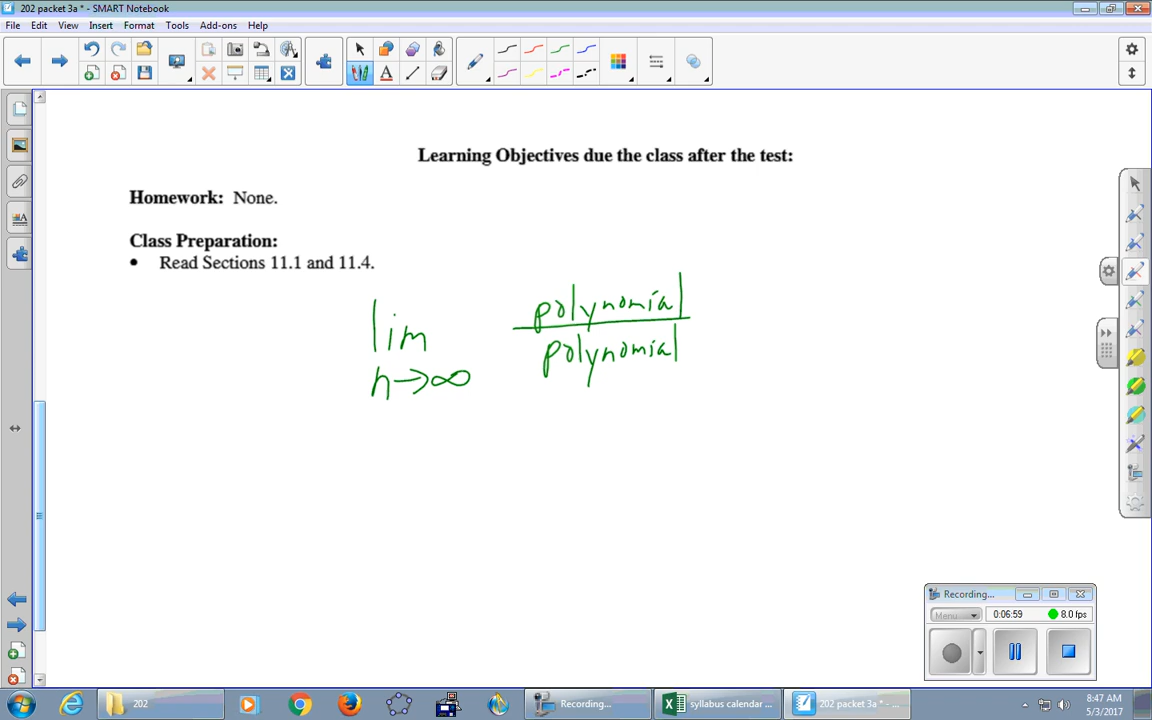 202 packet 3a * - SMART Notebook
File Edit View Insert Format Tools Add-ons Help
Learning Objectives due the class after the test:
Homework: None.
Class Preparation:
• Read Sections 11.1 and 11.4.
lim polynomial
n→∞ polynomial
Recording...
Menu 0:06:59 8.0 fps
202 Recording... syllabus calendar ... 202 packet 3a * - ... 8:47 AM
5/3/2017